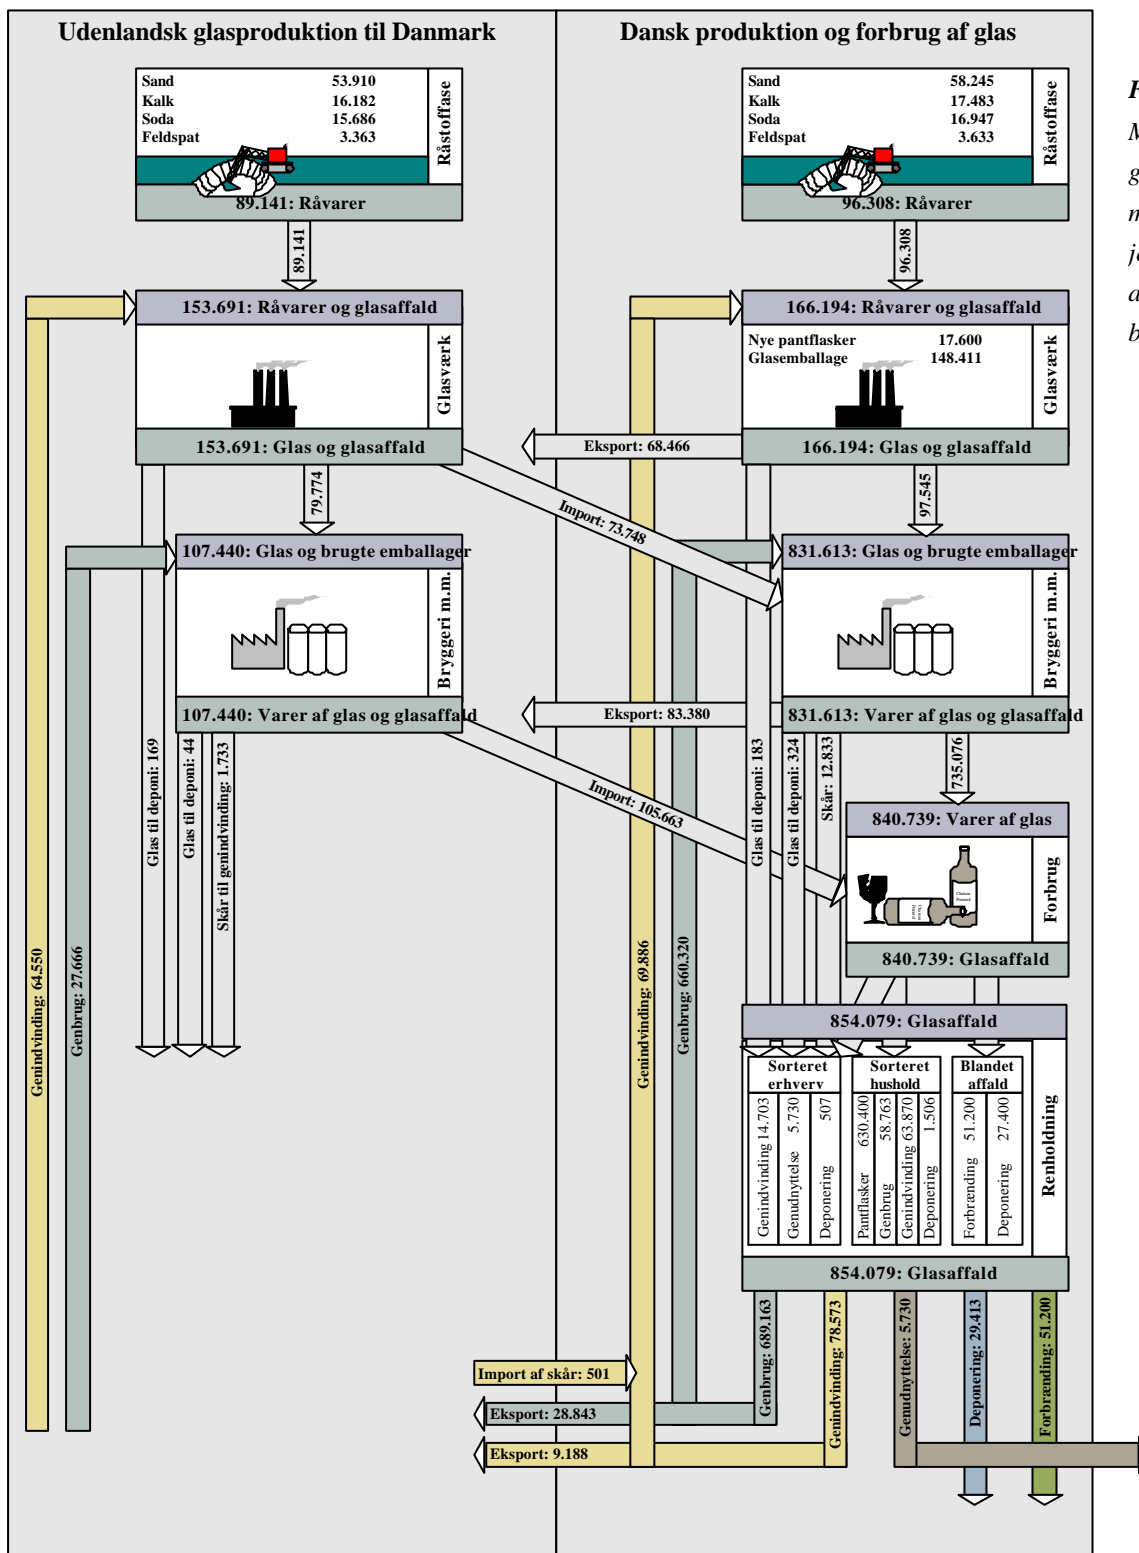 Udenlandsk glasproduktion til Danmark
Dansk produktion og forbrug af glas
Sand 53.910
Kalk 16.182
Soda 15.686
Feldspat 3.363
Råstoffase
89.141: Råvarer
89.141
153.691: Råvarer og glasaffald
Glasværk
153.691: Glas og glasaffald
79.774
107.440: Glas og brugte emballager
Bryggeri m.m.
107.440: Varer af glas og glasaffald
Glas til deponi: 169
Glas til deponi: 44
Skår til genindvinding: 1.733
Genindvinding: 64.550
Genbrug: 27.666
Sand 58.245
Kalk 17.483
Soda 16.947
Feldspat 3.633
Råstoffase
96.308: Råvarer
96.308
166.194: Råvarer og glasaffald
Nye pantflasker 17.600
Glasemballage 148.411
Glasværk
166.194: Glas og glasaffald
Eksport: 68.466
Import: 73.748
97.545
831.613: Glas og brugte emballager
Bryggeri m.m.
831.613: Varer af glas og glasaffald
Eksport: 83.380
Import: 105.663
Glas til deponi: 183
Glas til deponi: 324
Skår: 12.833
735.076
840.739: Varer af glas
Forbrug
840.739: Glasaffald
Genindvinding: 69.886
Genbrug: 660.320
854.079: Glasaffald
Sorteret
erhverv
Genindvinding 14.703
Genudnyttelse 5.730
Deponering 507
Sorteret
hushold
Pantflasker 630.400
Genbrug 58.763
Genindvinding 63.870
Deponering 1.506
Blandet
affald
Forbrænding 51.200
Deponering 27.400
Renholdning
854.079: Glasaffald
Genbrug: 689.163
Genindvinding: 78.573
Genudnyttelse: 5.730
Deponering: 29.413
Forbrænding: 51.200
Import af skår: 501
Eksport: 28.843
Eksport: 9.188